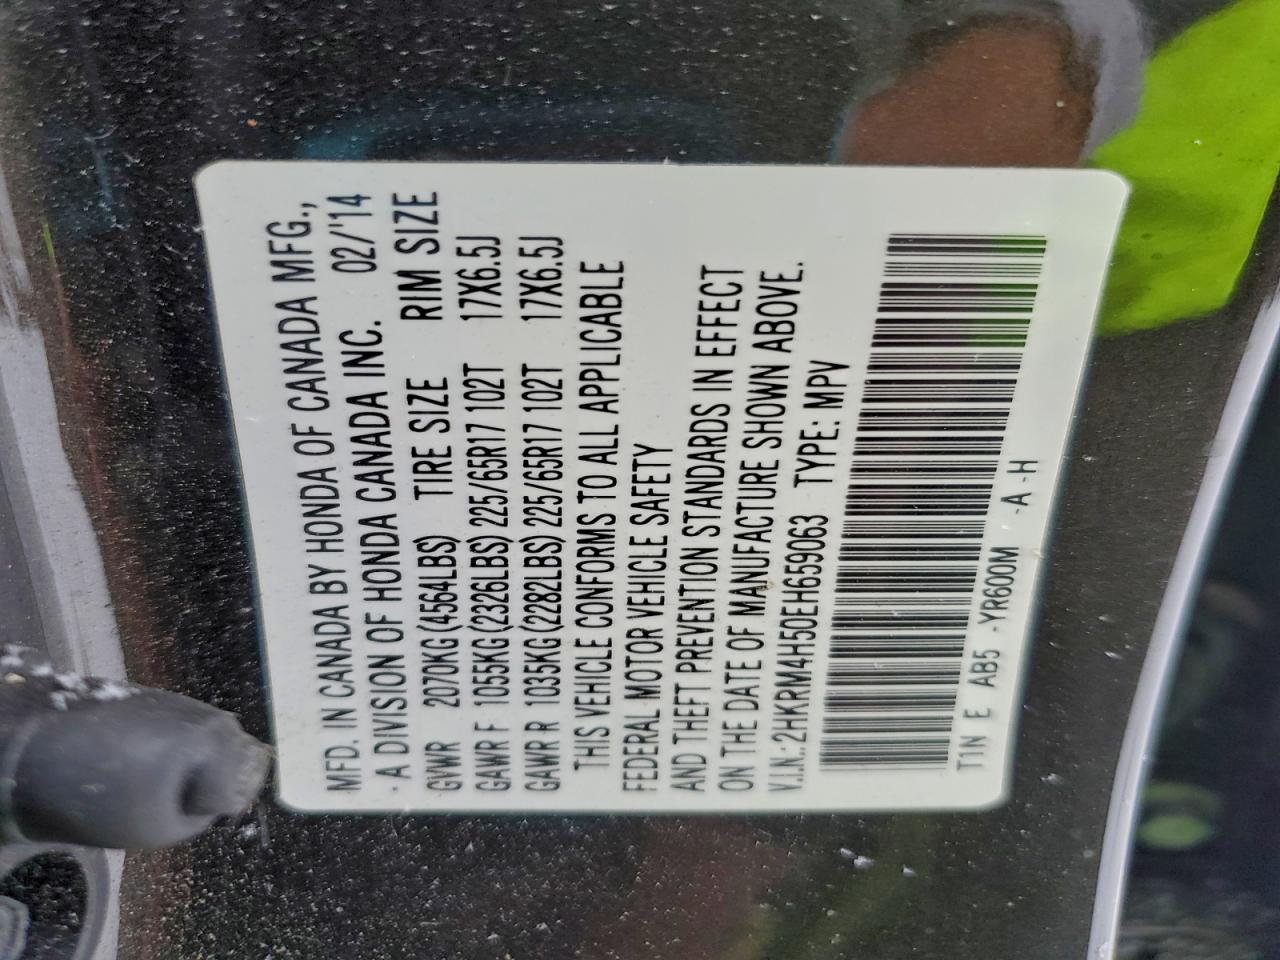 MFD. IN CANADA BY HONDA OF CANADA MFG.,
- A DIVISION OF HONDA CANADA INC. 02/'14
GVWR 2070KG (4564LBS) TIRE SIZE RIM SIZE
GAWR F 1055KG (2326LBS) 225/65R17 102T 17X6.5J
GAWR R 1035KG (2282LBS) 225/65R17 102T 17X6.5J
THIS VEHICLE CONFORMS TO ALL APPLICABLE
FEDERAL MOTOR VEHICLE SAFETY
AND THEFT PREVENTION STANDARDS IN EFFECT
ON THE DATE OF MANUFACTURE SHOWN ABOVE.
V.I.N.: 2HKRM4H50EH659063 TYPE: MPV
T1N E AB5 -YR600M -A -H